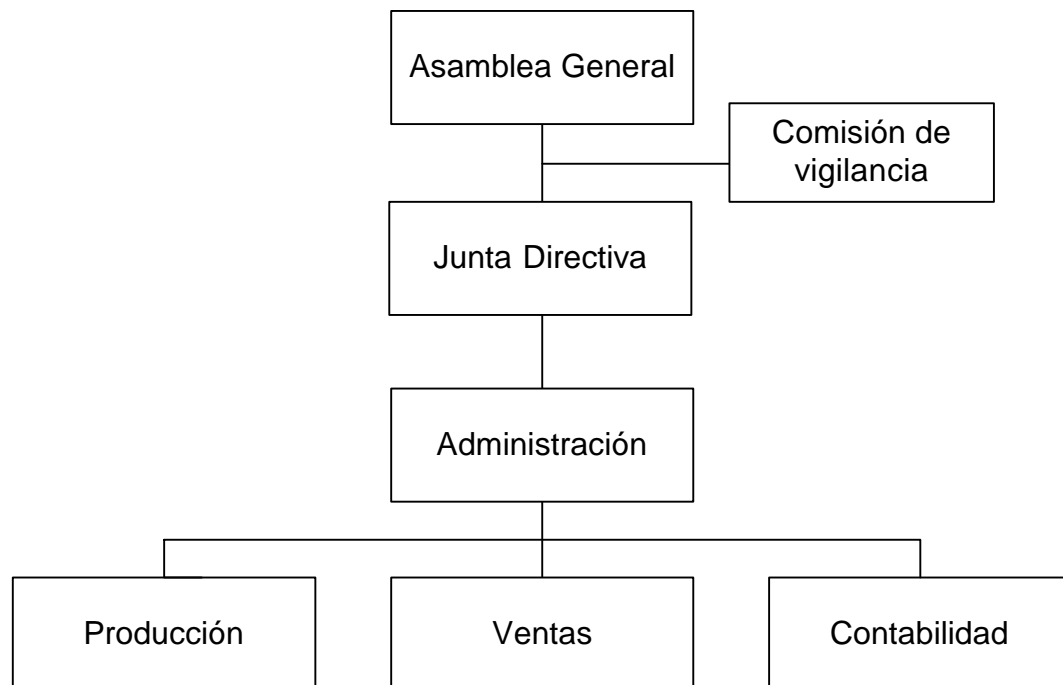 Asamblea General
Comisión de
vigilancia
Junta Directiva
Administración
Producción
Ventas
Contabilidad